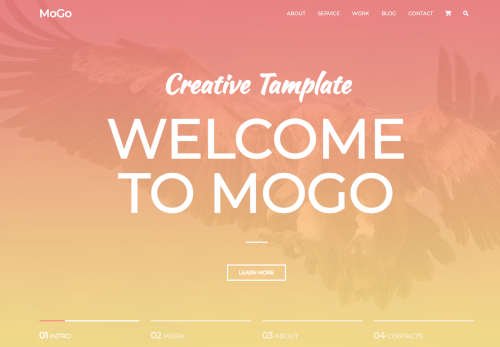 MoGo
ABOUT SERVICE WORK BLOG CONTACT
Creative Tamplate
WELCOME
TO MOGO
LEARN MORE
01 INTRO 02 WORK 03 ABOUT 04 CONTACTS